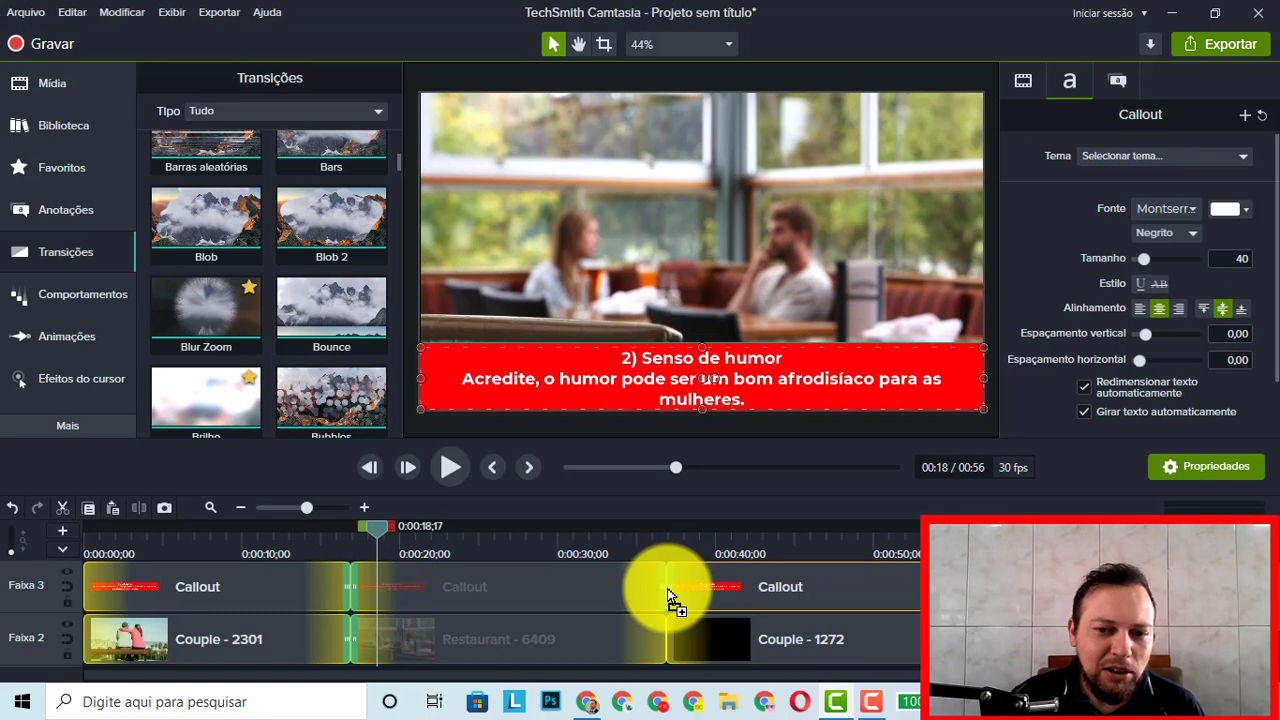 Arquivo Editar Modificar Exibir Exportar Ajuda
TechSmith Camtasia - Projeto sem título*
Iniciar sessão
Gravar
44%
Exportar
Mídia
Biblioteca
Favoritos
Anotações
Transições
Comportamentos
Animações
Efeitos do cursor
Mais
Transições
Tipo Tudo
Barras aleatórias Bars
Blob Blob 2
Blur Zoom Bounce
Brilho Bubbles
2) Senso de humor
Acredite, o humor pode ser um bom afrodisíaco para as
mulheres.
a
Callout
Tema Selecionar tema...
Fonte Montserr...
Negrito
Tamanho 40
Estilo U AB
Alinhamento
Espaçamento vertical 0,00
Espaçamento horizontal 0,00
Redimensionar texto
automaticamente
Girar texto automaticamente
00:18 / 00:56 30 fps
Propriedades
0:00:18;17
0:00:00;00 0:00:10;00 0:00:20;00 0:00:30;00 0:00:40;00 0:00:50;00
Faixa 3 Callout Callout Callout
Faixa 2 Couple - 2301 Restaurant - 6409 Couple - 1272
Digite aqui para pesquisar
L Ps